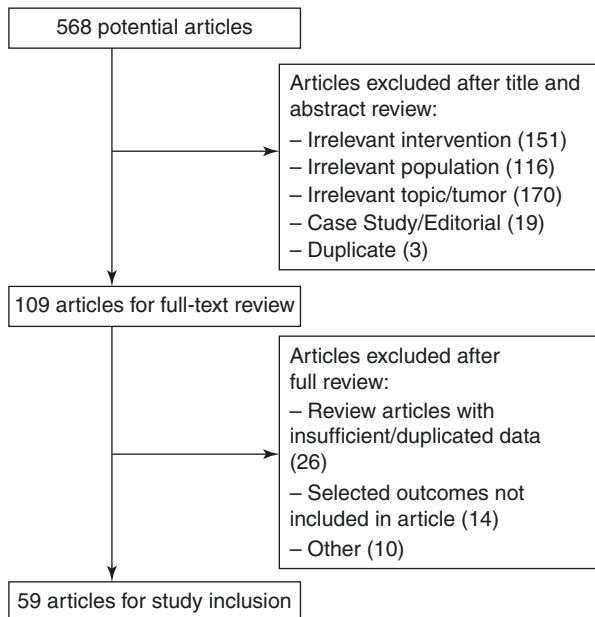 568 potential articles
Articles excluded after title and
abstract review:
– Irrelevant intervention (151)
– Irrelevant population (116)
– Irrelevant topic/tumor (170)
– Case Study/Editorial (19)
– Duplicate (3)
109 articles for full-text review
Articles excluded after
full review:
– Review articles with
insufficient/duplicated data
(26)
– Selected outcomes not
included in article (14)
– Other (10)
59 articles for study inclusion